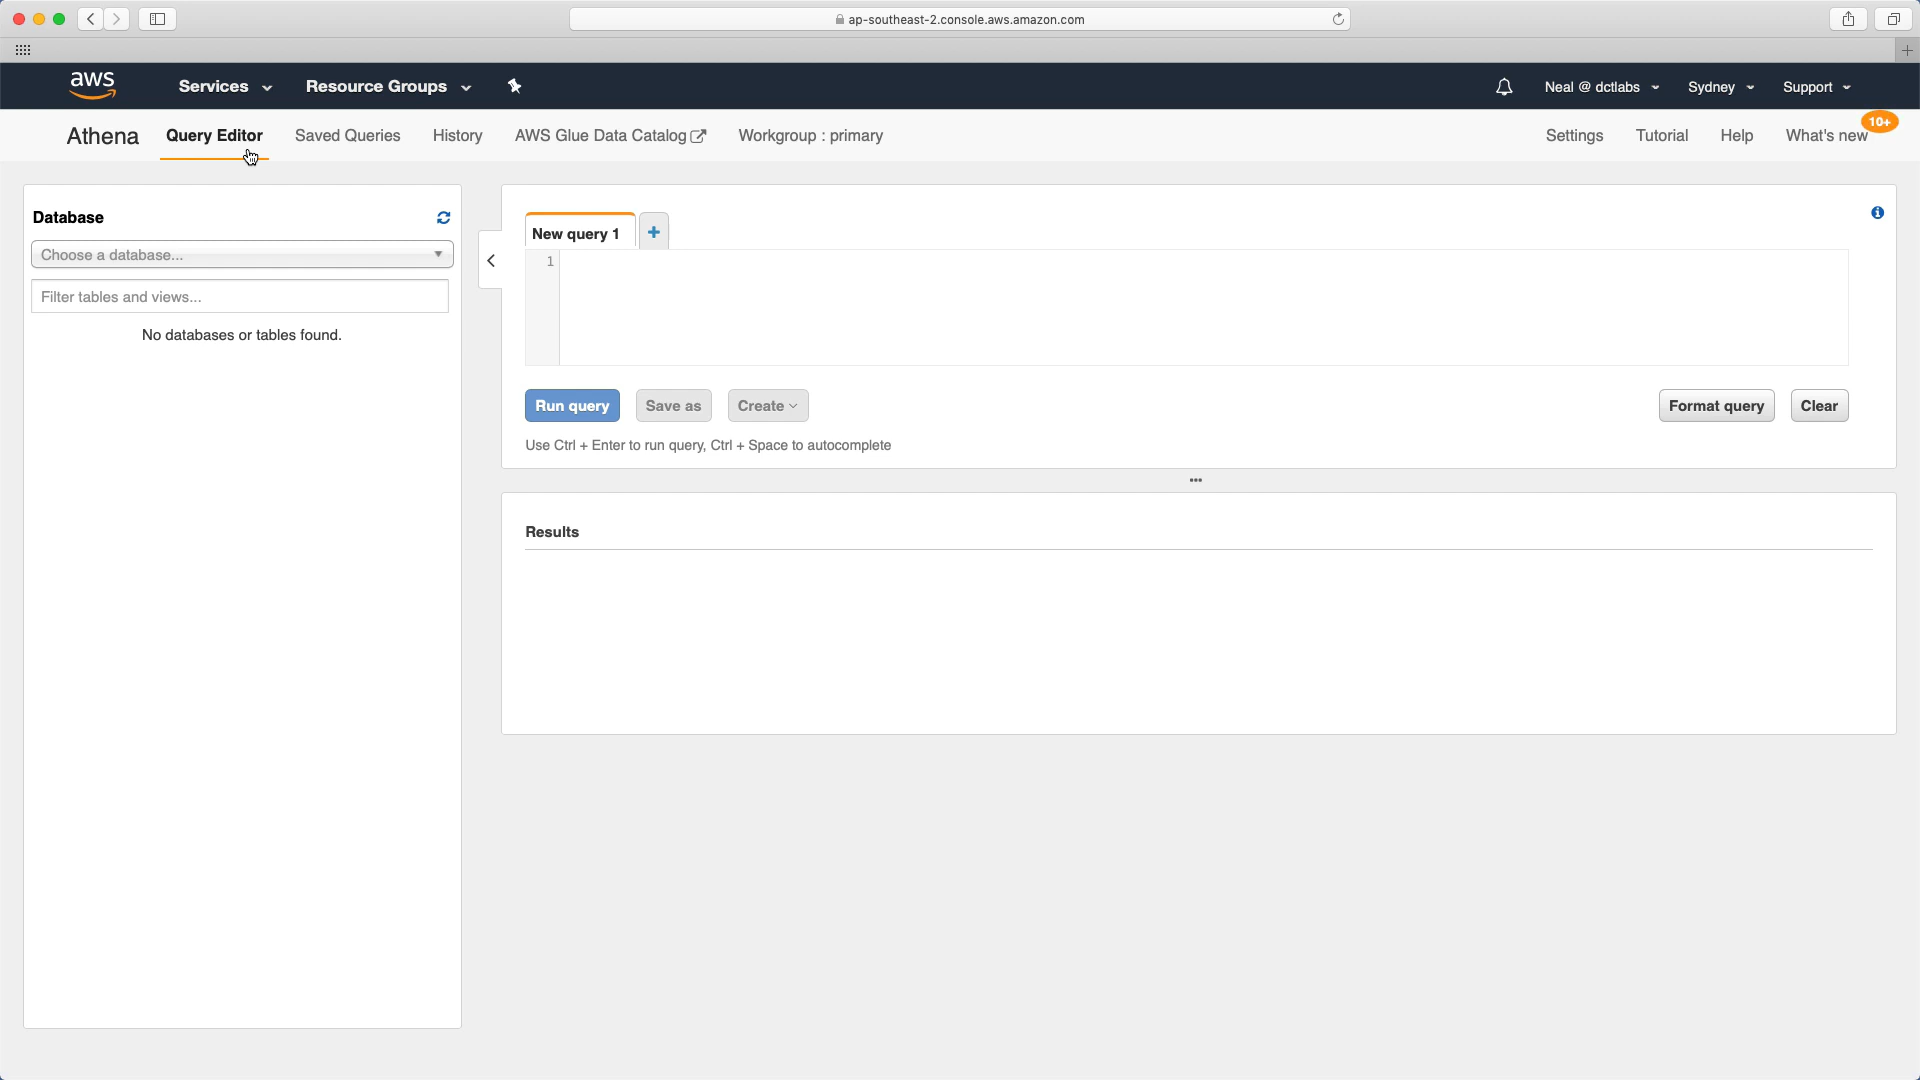 ap-southeast-2.console.aws.amazon.com
aws
Services
Resource Groups
Neal @ dctlabs
Sydney
Support
Athena
Query Editor
Saved Queries
History
AWS Glue Data Catalog
Workgroup : primary
Settings
Tutorial
Help
What's new
10+
Database
Choose a database...
Filter tables and views...
No databases or tables found.
New query 1
1
Run query
Save as
Create
Format query
Clear
Use Ctrl + Enter to run query, Ctrl + Space to autocomplete
Results